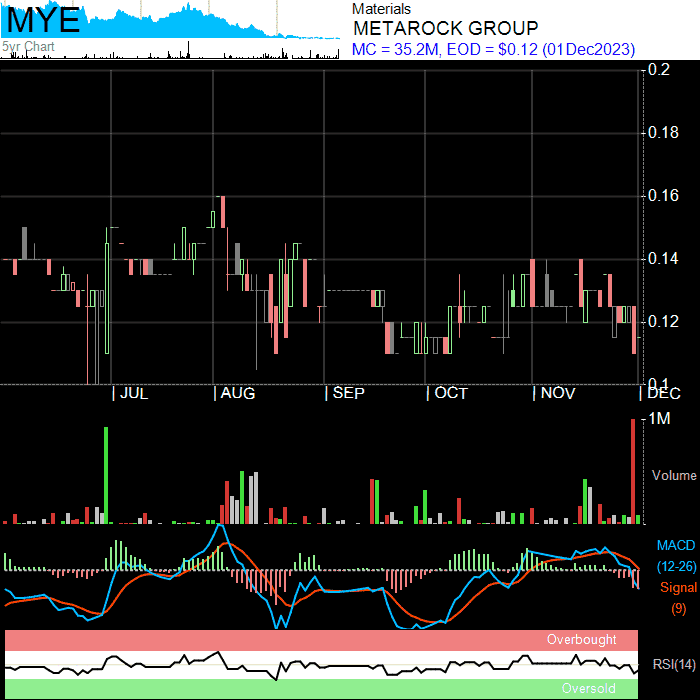 MYE
5yr Chart
Materials
METAROCK GROUP
MC = 35.2M, EOD = $0.12 (01Dec2023)
0.2
0.18
0.16
0.14
0.12
0.1
JUL
AUG
SEP
OCT
NOV
DEC
1M
Volume
MACD
(12-26)
Signal
(9)
Overbought
RSI(14)
Oversold